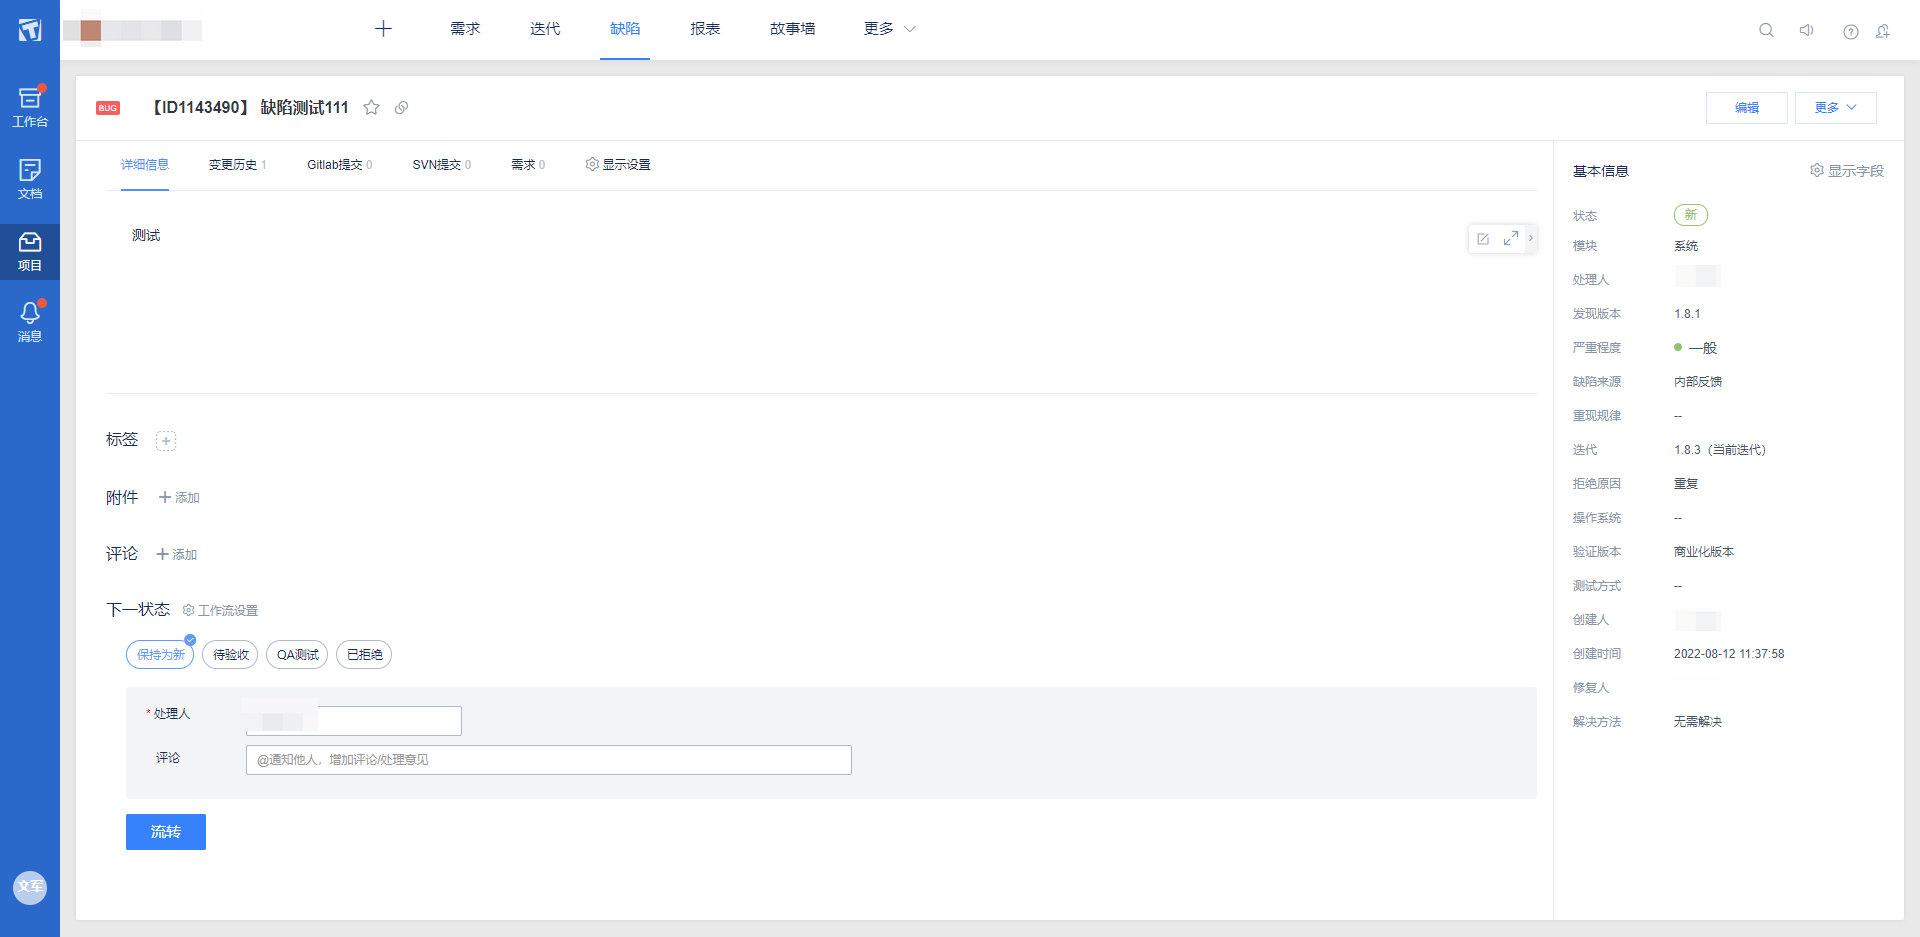 需求 迭代 缺陷 报表 故事墙 更多
工作台
文档
项目
消息
文军
BUG 【ID1143490】 缺陷测试111
编辑 更多
详细信息 变更历史 1 Gitlab提交 0 SVN提交 0 需求 0 显示设置
测试
标签
附件 添加
评论 添加
下一状态 工作流设置
保持为新 待验收 QA测试 已拒绝
* 处理人
评论 @通知他人，增加评论/处理意见
流转
基本信息 显示字段
状态 新
模块 系统
处理人
发现版本 1.8.1
严重程度 一般
缺陷来源 内部反馈
重现规律 --
迭代 1.8.3（当前迭代）
拒绝原因 重复
操作系统 --
验证版本 商业化版本
测试方式 --
创建人
创建时间 2022-08-12 11:37:58
修复人
解决方法 无需解决